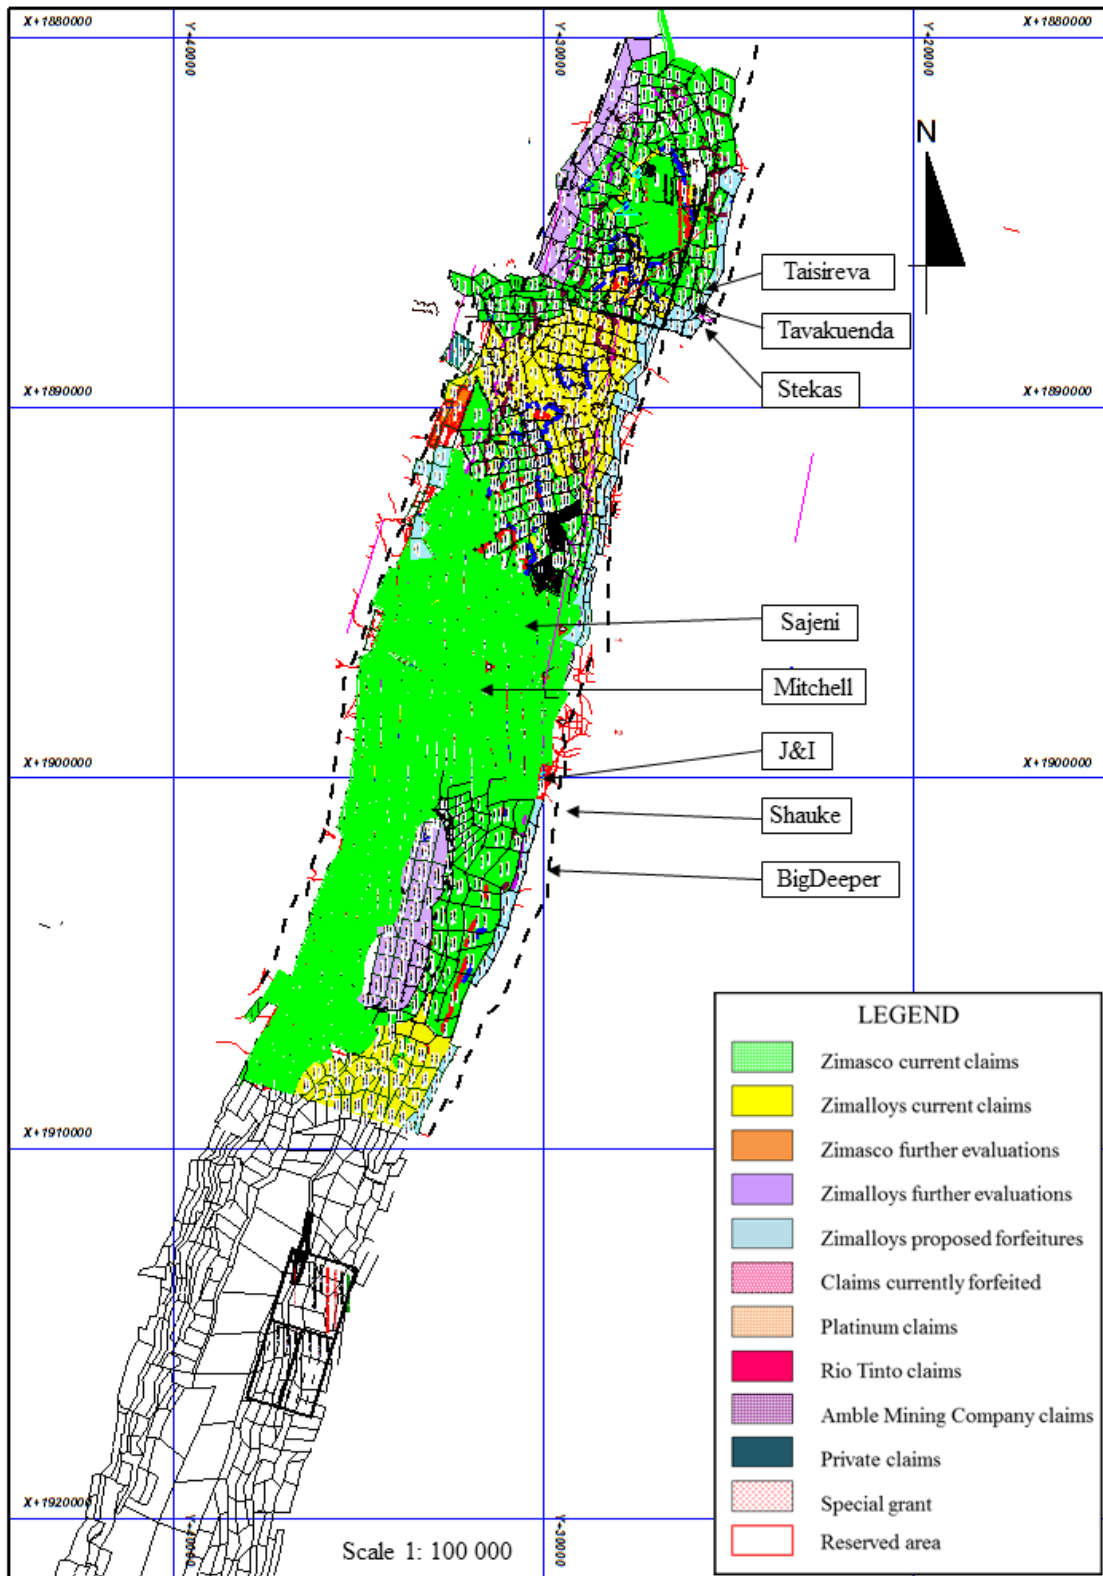 X+1880000
X+1880000
Y+40000
Y+30000
Y+20000
N
Taisireva
Tavakuenda
Stekas
X+1890000
X+1890000
Sajeni
Mitchell
J&I
X+1900000
X+1900000
Shauke
BigDeeper
LEGEND
Zimasco current claims
Zimalloys current claims
Zimasco further evaluations
Zimalloys further evaluations
Zimalloys proposed forfeitures
Claims currently forfeited
Platinum claims
Rio Tinto claims
Amble Mining Company claims
Private claims
Special grant
Reserved area
X+1910000
X+1920000
Y+30000
Scale 1: 100 000